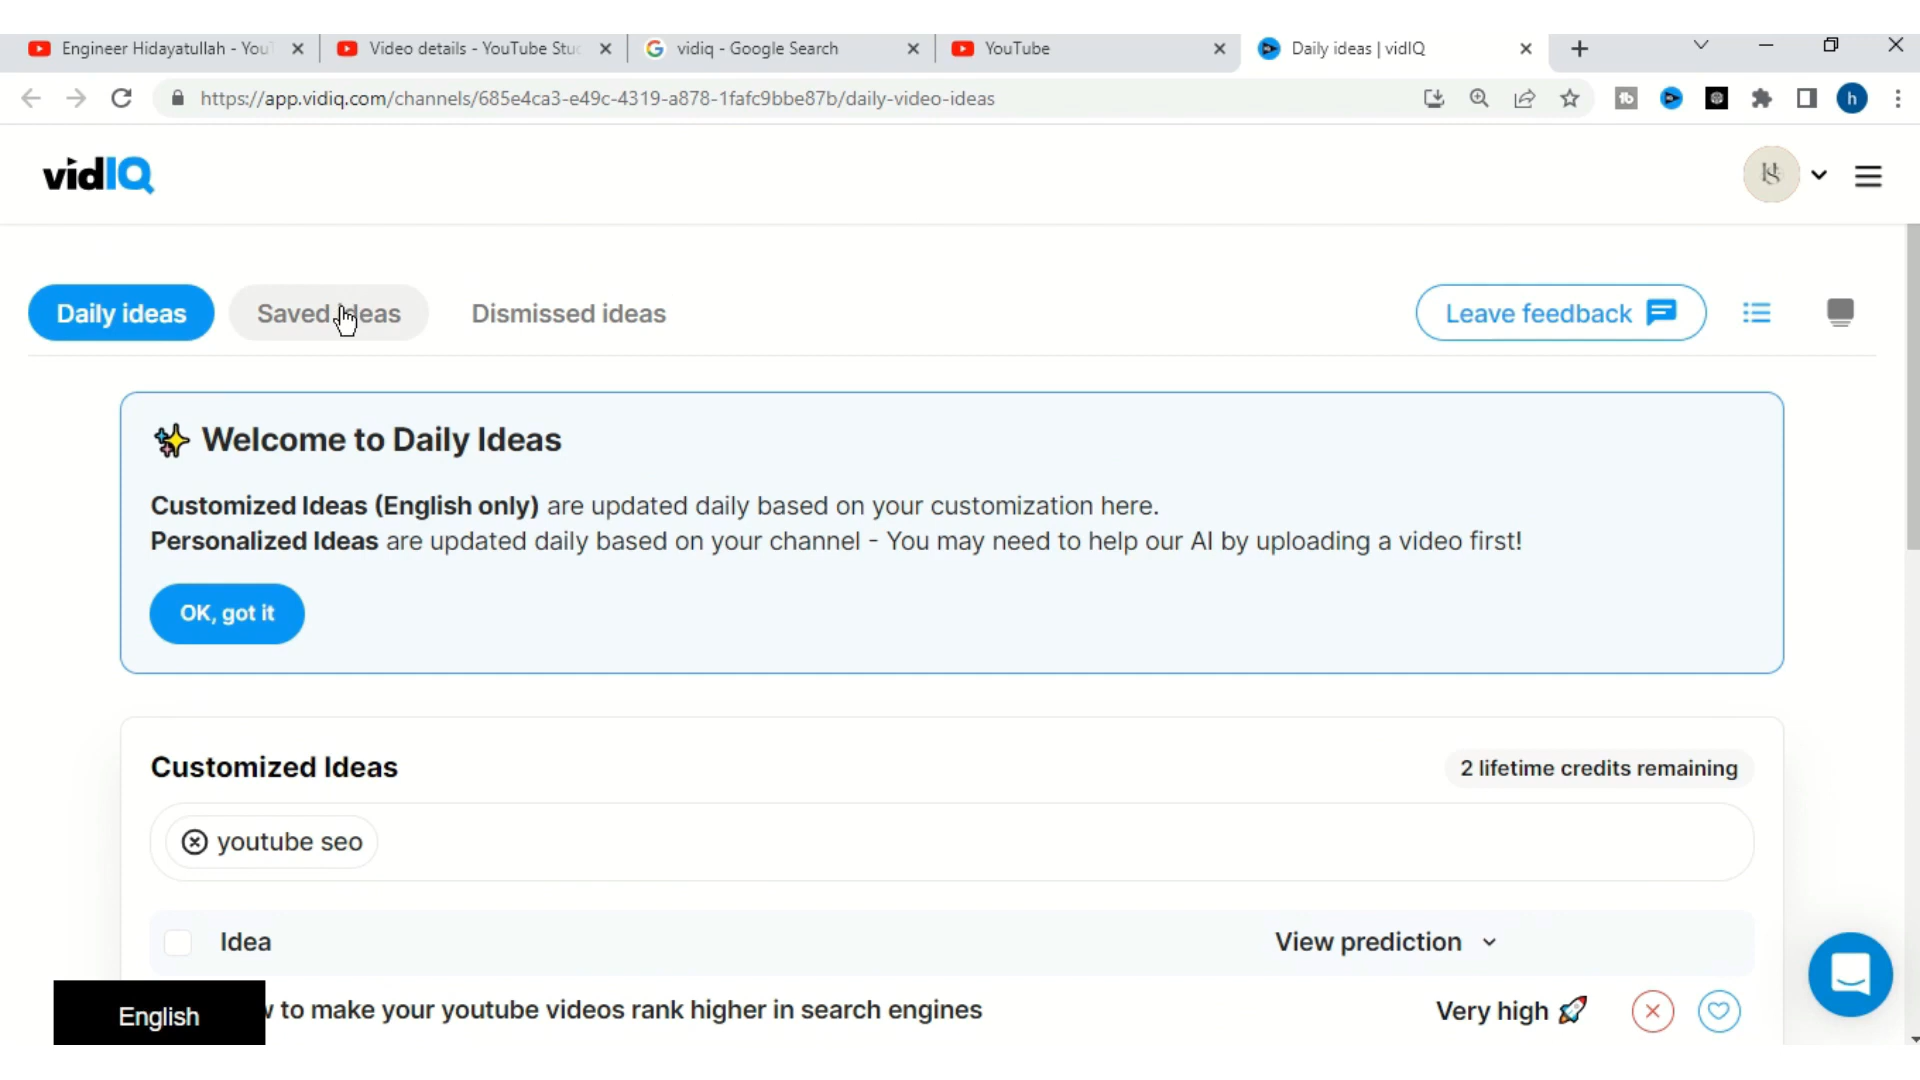 Engineer Hidayatullah - You
Video details - YouTube Stu
vidiq - Google Search
YouTube
Daily ideas | vidIQ
https://app.vidiq.com/channels/685e4ca3-e49c-4319-a878-1fafc9bbe87b/daily-video-ideas
h
vidIQ
Daily ideas
Saved ideas
Dismissed ideas
Leave feedback
Welcome to Daily Ideas
Customized Ideas (English only) are updated daily based on your customization here.
Personalized Ideas are updated daily based on your channel - You may need to help our AI by uploading a video first!
OK, got it
Customized Ideas
2 lifetime credits remaining
youtube seo
Idea
View prediction
English
to make your youtube videos rank higher in search engines
Very high